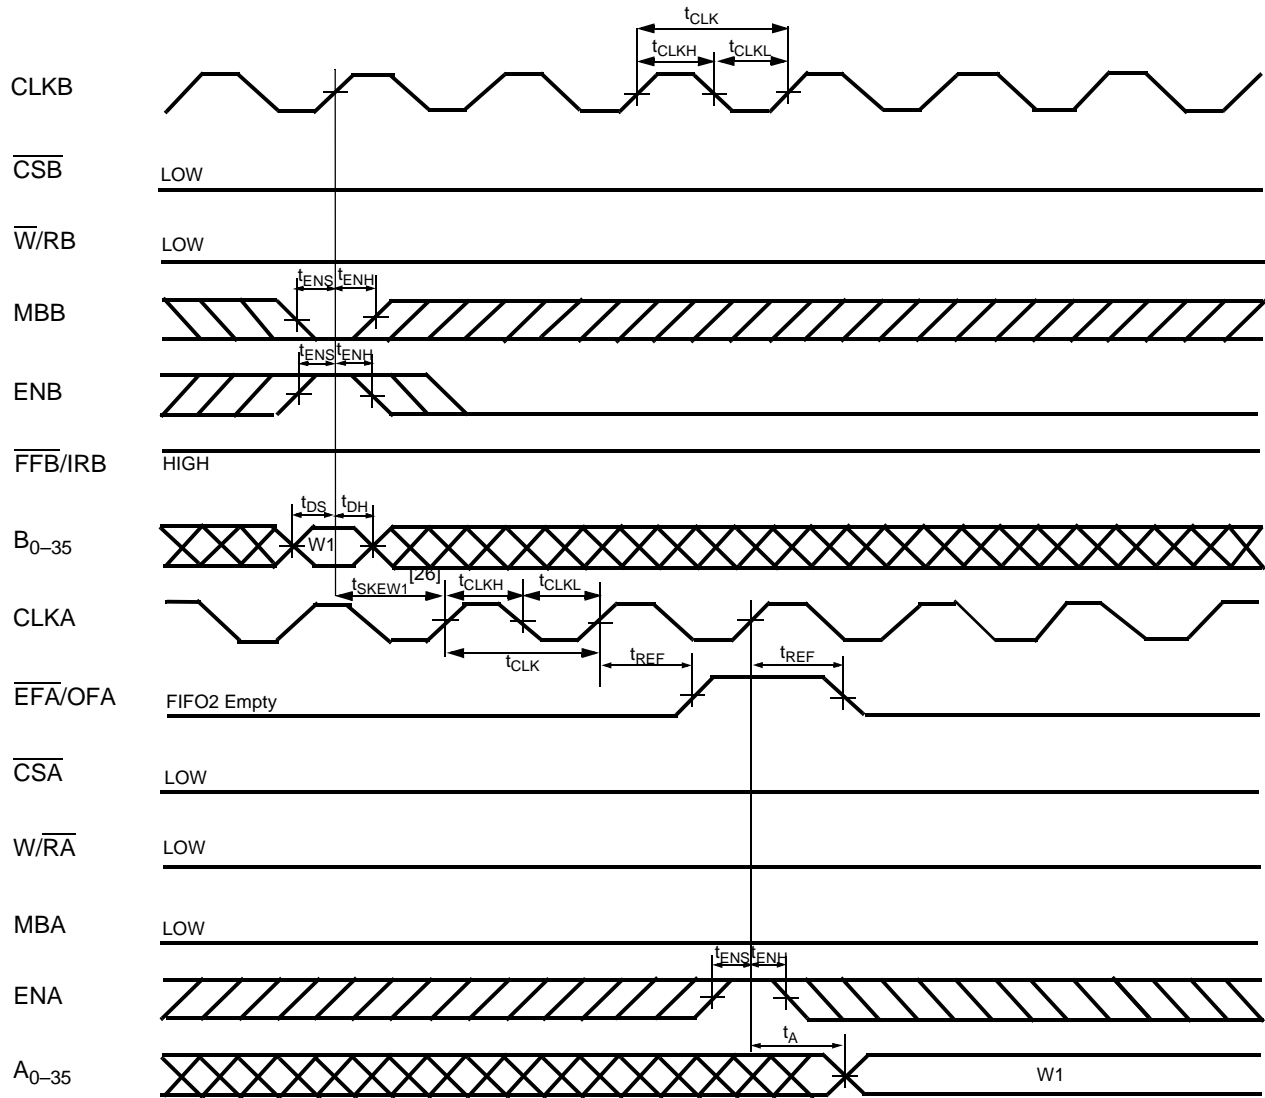 tCLK
tCLKH tCLKL
CLKB
CSB LOW
W/RB LOW
tENS tENH
MBB
tENS tENH
ENB
FFB/IRB HIGH
tDS tDH
B0–35 W1
tSKEW1[26] tCLKH tCLKL
CLKA
tCLK tREF tREF
EFA/OFA FIFO2 Empty
CSA LOW
W/RA LOW
MBA LOW
tENS tENH
ENA
tA
A0–35 W1